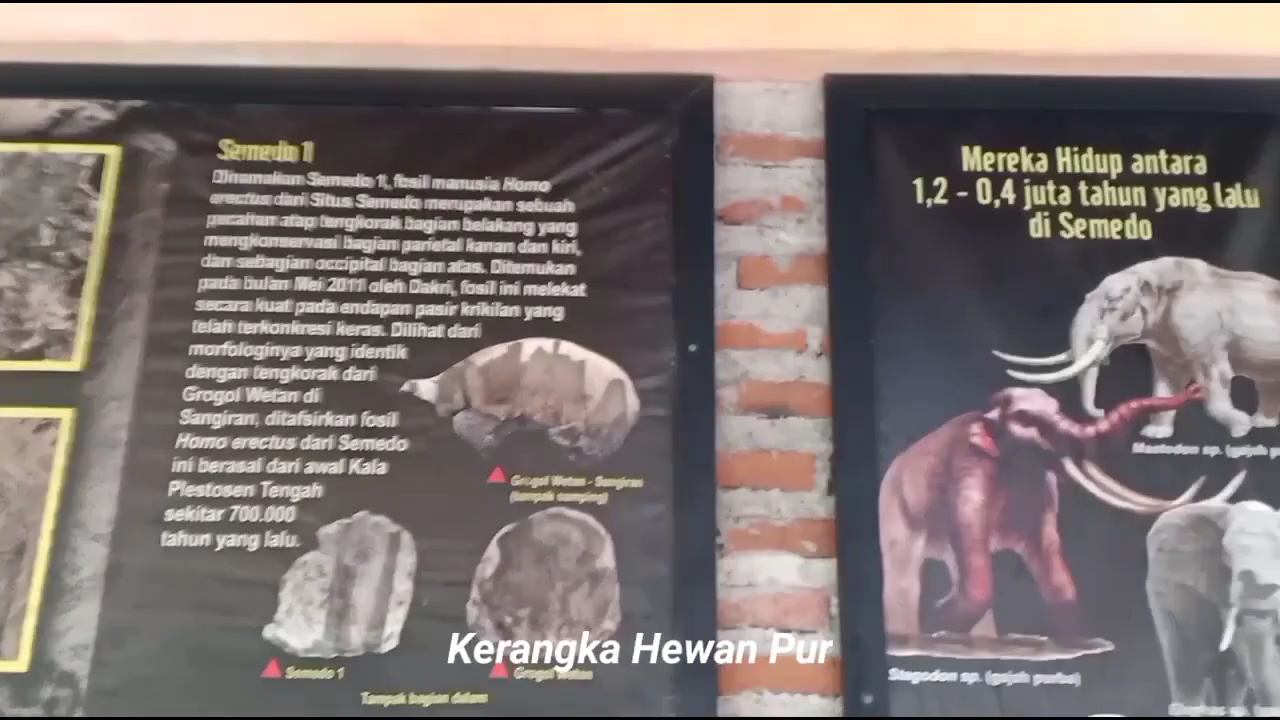 Semedo 1
Dinamakan Semedo 1, fosil manusia Homo
erectus dari Situs Semedo merupakan sebuah
pecahan atap tengkorak bagian belakang yang
mengkonservasi bagian parietal kanan dan kiri,
dan sebagian occipital bagian atas. Ditemukan
pada bulan Mei 2011 oleh Dakri, fosil ini melekat
secara kuat pada endapan pasir krikilan yang
telah terkonkresi keras. Dilihat dari
morfologinya yang identik
dengan tengkorak dari
Grogol Wetan di
Sangiran, ditafsirkan fosil
Homo erectus dari Semedo
ini berasal dari awal Kala
Plestosen Tengah
sekitar 700.000
tahun yang lalu.
Grogol Wetan - Sangiran
(tampak samping)
Semedo 1
Grogol Wetan
Tampak bagian dalam
Mereka Hidup antara
1,2 - 0,4 juta tahun yang lalu
di Semedo
Mastodon sp. (gajah
Stegodon sp. (gajah purba)
Kerangka Hewan Pur